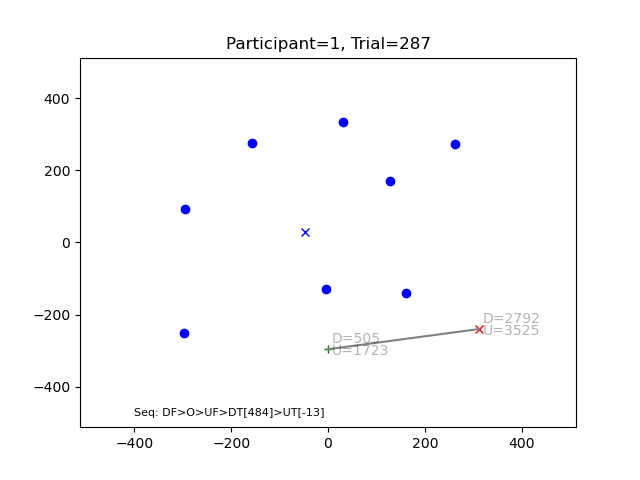 Participant=1, Trial=287
400
200
0
−200
−400
D=2792
U=3525
D=505
U=1723
Seq: DF>O>UF>DT[484]>UT[-13]
−400
−200
0
200
400